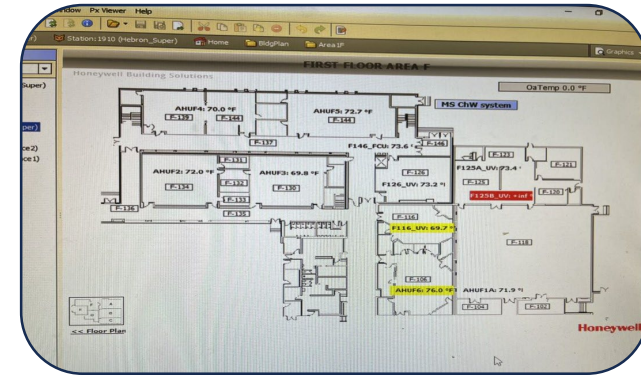 Window Px Viewer Help
Station:1910 (Hebron_Super) Home BldgPlan Area1F
Graphics
Super)
FIRST FLOOR AREA F
Honeywell Building Solutions
OaTemp 0.0 °F
AHUF4: 70.0 °F
AHUF5: 72.7 °F
MS ChW system
F-144
F-137
F-146
F146_FCU: 73.6 °
F-123
F-121
F125A_UV: 73.4 °
F-131
AHUF2: 72.0 °F
AHUF3: 69.8 °F
F-126
F126_UV: 73.2 °
F-125
F-134
F-132
F-130
F-120
F125B_UV: +inf °
F-133
F-136
F-135
F-116
F116_UV: 69.7 °
F-118
F-106
AHUF6: 76.0 °F
AHUF1A: 71.9 °
F-104
F-102
A
<< Floor Plan
Honeywell